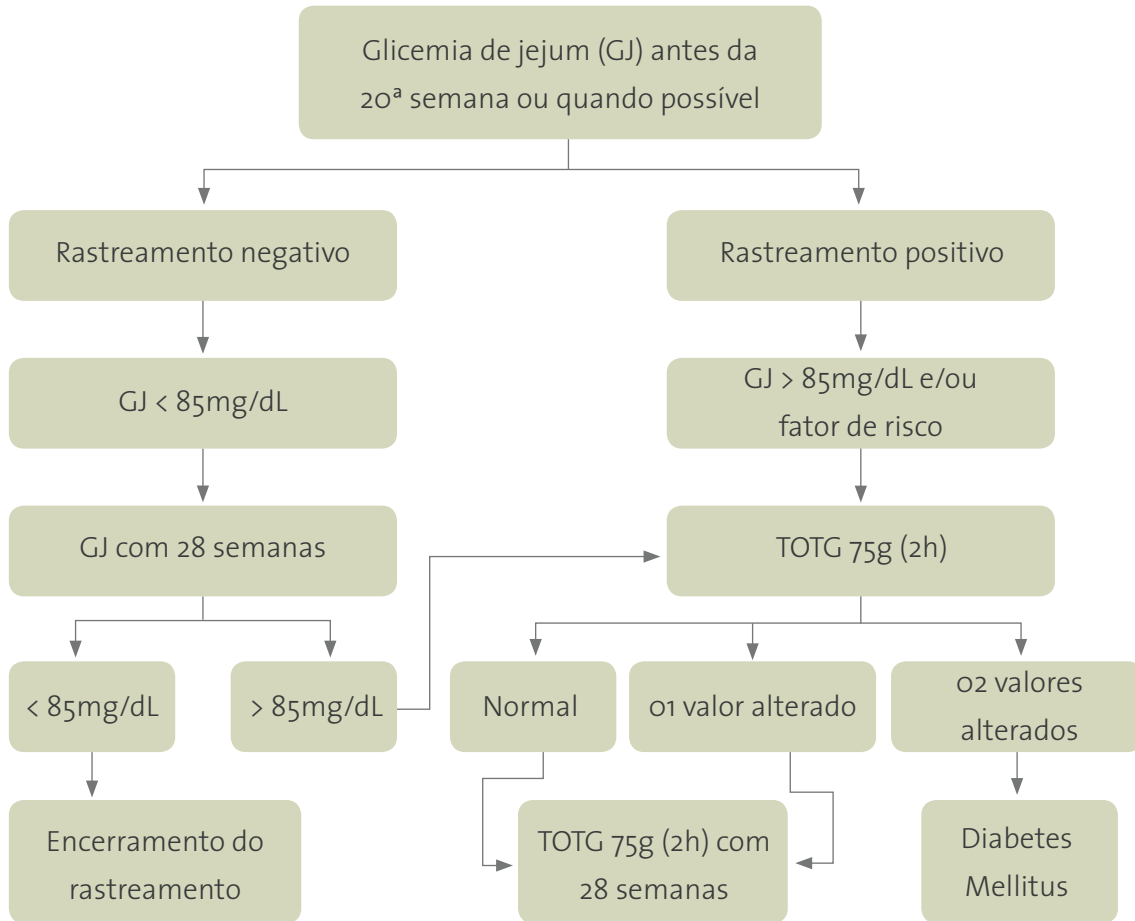 Glicemia de jejum (GJ) antes da
20ª semana ou quando possível
Rastreamento negativo
Rastreamento positivo
GJ < 85mg/dL
GJ > 85mg/dL e/ou
fator de risco
GJ com 28 semanas
TOTG 75g (2h)
< 85mg/dL
> 85mg/dL
Normal
01 valor alterado
02 valores
alterados
Encerramento do
rastreamento
TOTG 75g (2h) com
28 semanas
Diabetes
Mellitus